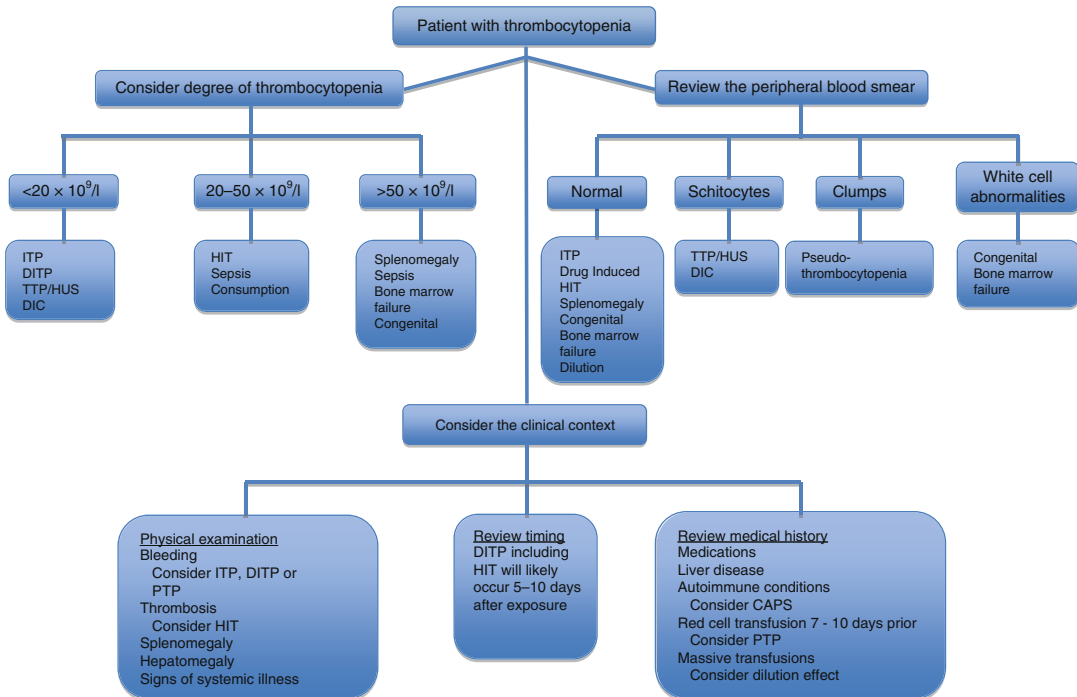 Patient with thrombocytopenia
Consider degree of thrombocytopenia
Review the peripheral blood smear
<20 × 10⁹/l
20–50 × 10⁹/l
>50 × 10⁹/l
Normal
Schitocytes
Clumps
White cell
abnormalities
ITP
DITP
TTP/HUS
DIC
HIT
Sepsis
Consumption
Splenomegaly
Sepsis
Bone marrow
failure
Congenital
ITP
Drug Induced
HIT
Splenomegaly
Congenital
Bone marrow
failure
Dilution
TTP/HUS
DIC
Pseudo-
thrombocytopenia
Congenital
Bone marrow
failure
Consider the clinical context
Physical examination
Bleeding
Consider ITP, DITP or
PTP
Thrombosis
Consider HIT
Splenomegaly
Hepatomegaly
Signs of systemic illness
Review timing
DITP including
HIT will likely
occur 5–10 days
after exposure
Review medical history
Medications
Liver disease
Autoimmune conditions
Consider CAPS
Red cell transfusion 7 - 10 days prior
Consider PTP
Massive transfusions
Consider dilution effect